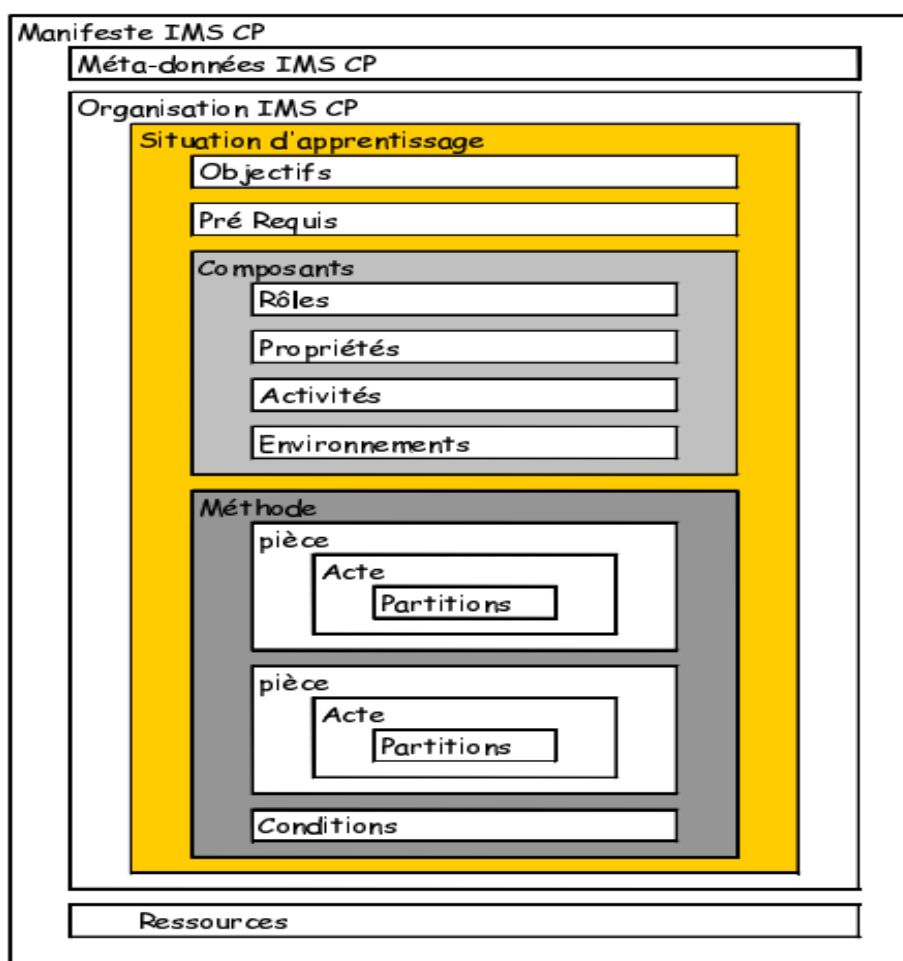 Manifeste IMS CP
Méta-données IMS CP
Organisation IMS CP
Situation d'apprentissage
Objectifs
Pré Requis
Composants
Rôles
Propriétés
Activités
Environnements
Méthode
pièce
Acte
Partitions
pièce
Acte
Partitions
Conditions
Ressources